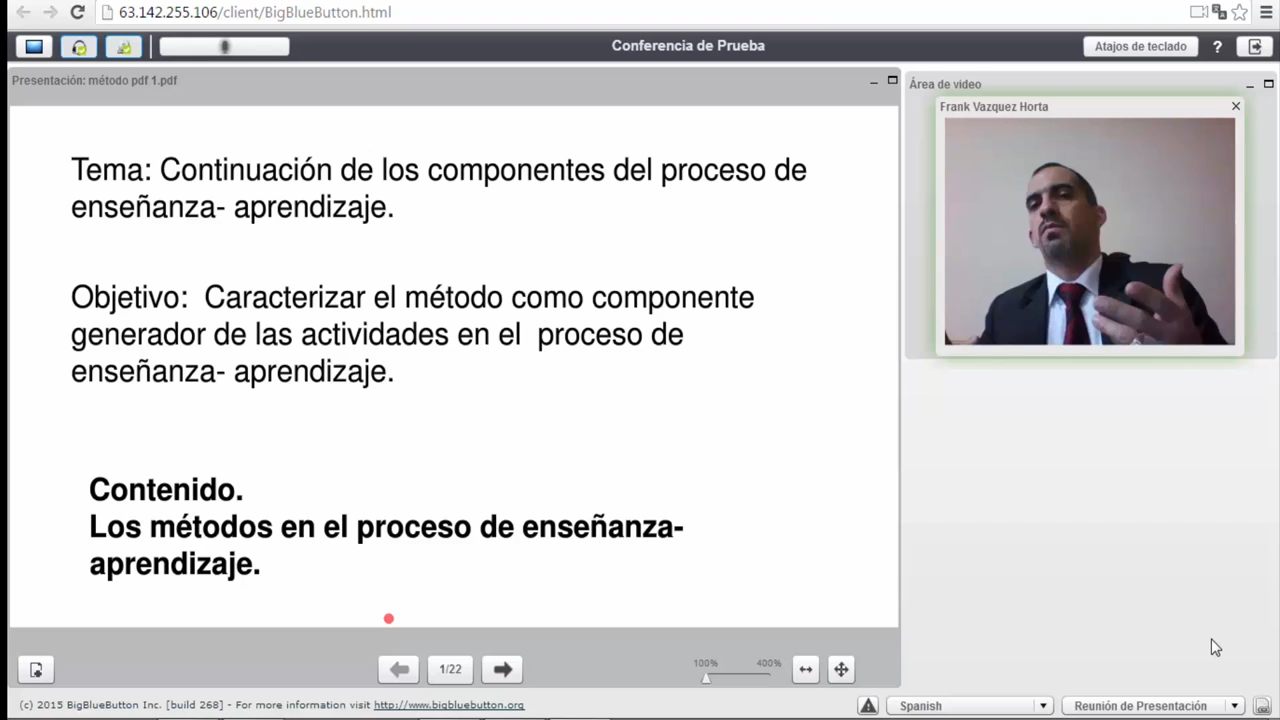 63.142.255.106/client/BigBlueButton.html
Conferencia de Prueba
Atajos de teclado
?
Presentación: método pdf 1.pdf
Área de video
Frank Vazquez Horta
Tema: Continuación de los componentes del proceso de
enseñanza- aprendizaje.
Objetivo: Caracterizar el método como componente
generador de las actividades en el proceso de
enseñanza- aprendizaje.
Contenido.
Los métodos en el proceso de enseñanza-
aprendizaje.
1/22
100% 400%
(c) 2015 BigBlueButton Inc. [build 268] - For more information visit http://www.bigbluebutton.org
Spanish
Reunión de Presentación